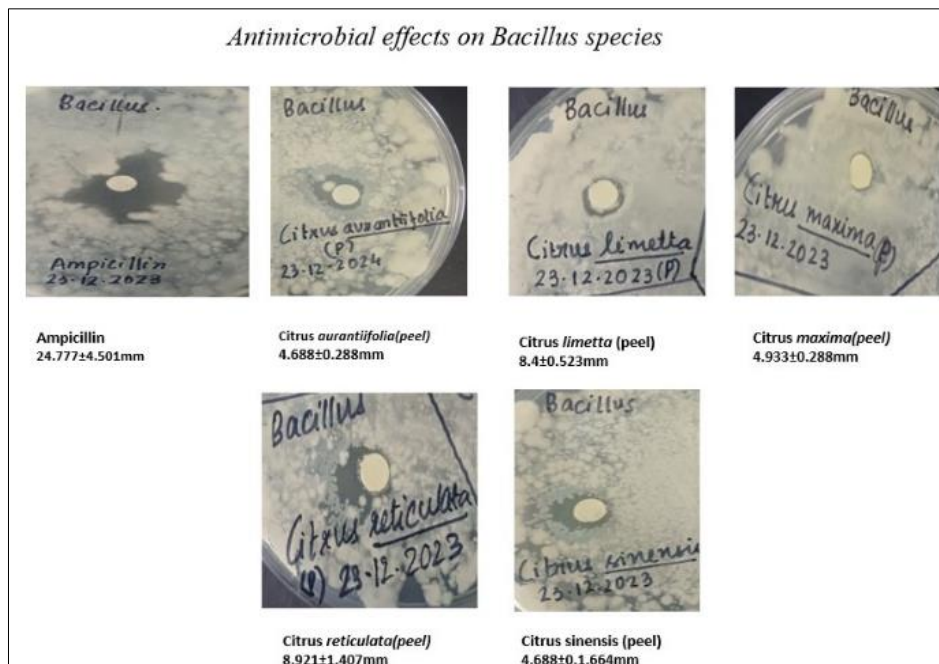 Antimicrobial effects on Bacillus species
Bacillus.
Ampicillin
23.12.2023
Bacillus
Citrus aurantifolia
(P)
23.12.2024
Bacillus
Citrus limetta
23.12.2023(P)
Bacillus
Citrus maxima(P)
23.12.2023
Ampicillin
24.777±4.501mm
Citrus aurantiifolia(peel)
4.688±0.288mm
Citrus limetta (peel)
8.4±0.523mm
Citrus maxima(peel)
4.933±0.288mm
Bacillus
Citrus reticulata
(P) 23.12.2023
Bacillus
Citrius sinensis
23.12.2023
Citrus reticulata(peel)
8.921±1.407mm
Citrus sinensis (peel)
4.688±0.1.664mm